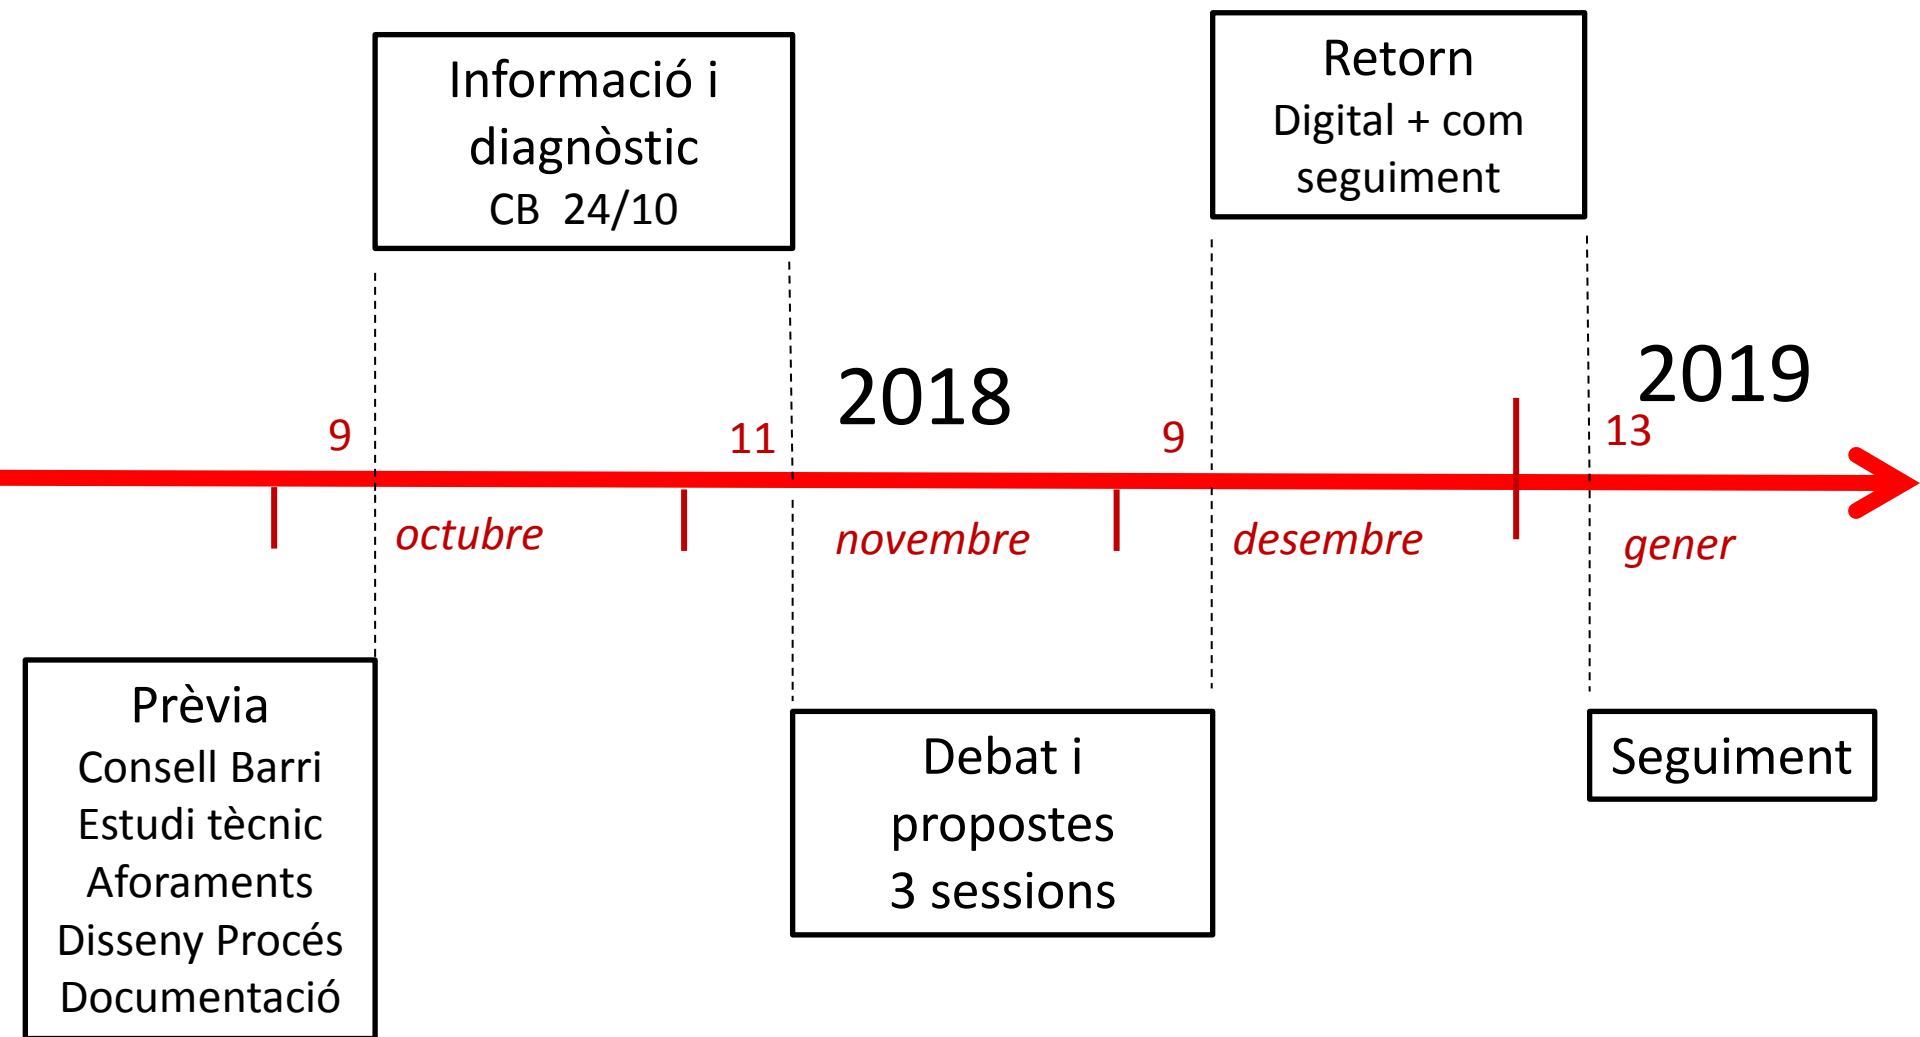 Informació i
diagnòstic
CB  24/10
Retorn
Digital + com
seguiment
2018
2019
9
11
9
13
octubre
novembre
desembre
gener
Prèvia
Consell Barri
Estudi tècnic
Aforaments
Disseny Procés
Documentació
Debat i
propostes
3 sessions
Seguiment